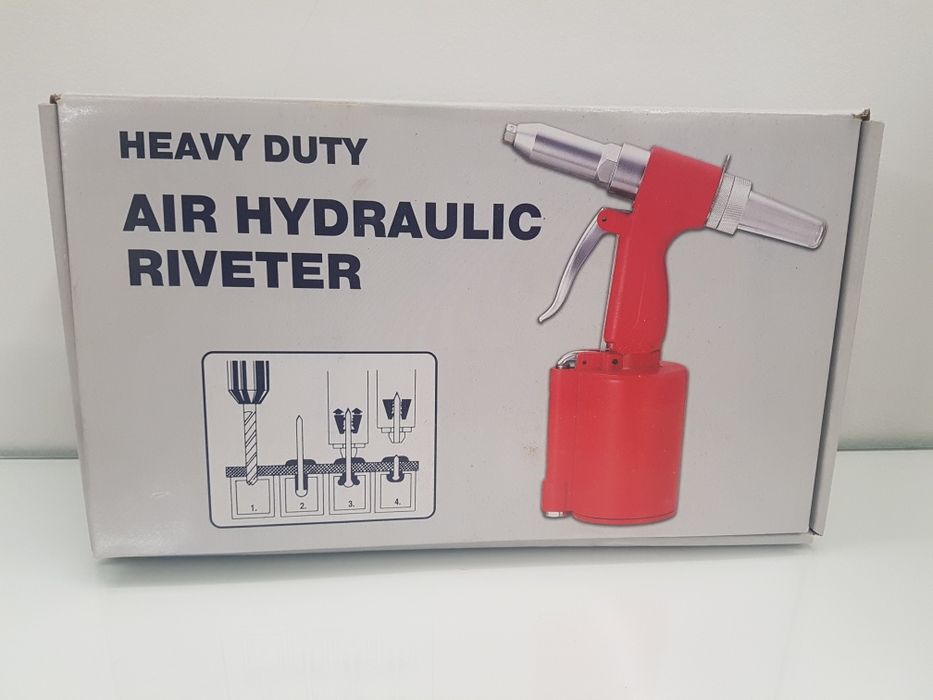 HEAVY DUTY
AIR HYDRAULIC
RIVETER
1.
2.
3.
4.